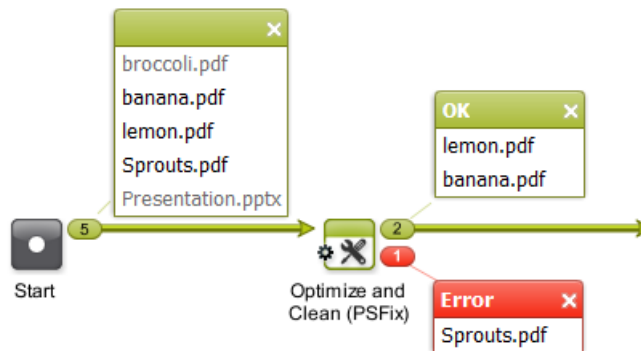 broccoli.pdf
banana.pdf
lemon.pdf
Sprouts.pdf
Presentation.pptx
OK
lemon.pdf
banana.pdf
5
2
1
Start
Optimize and
Clean (PSFix)
Error
Sprouts.pdf